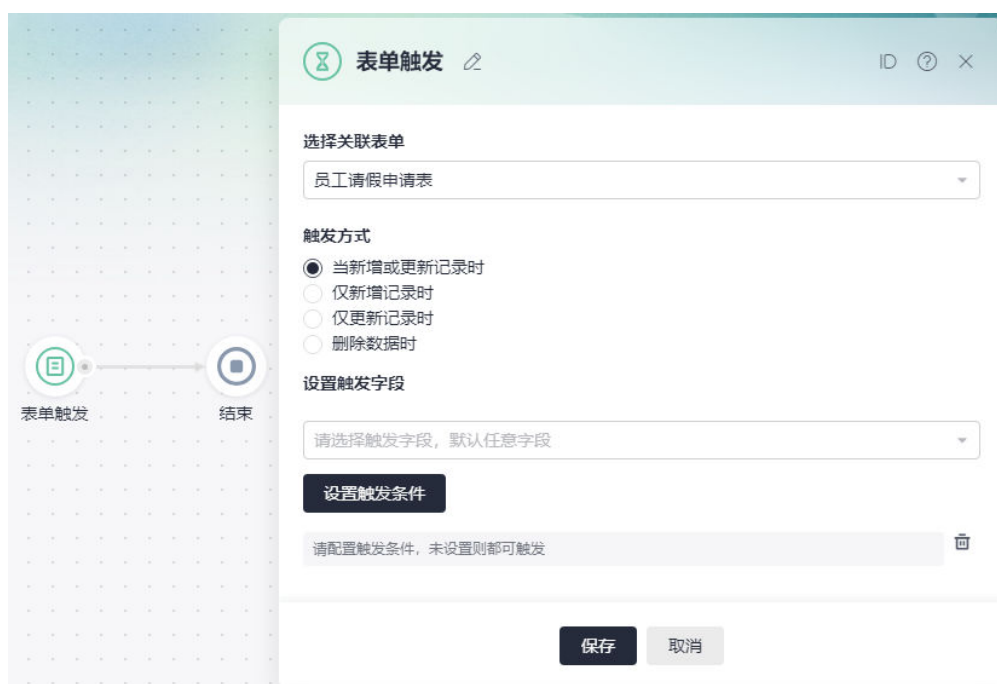 表单触发
ID
选择关联表单
员工请假申请表
触发方式
当新增或更新记录时
仅新增记录时
仅更新记录时
删除数据时
表单触发
结束
设置触发字段
请选择触发字段，默认任意字段
设置触发条件
请配置触发条件，未设置则都可触发
保存
取消